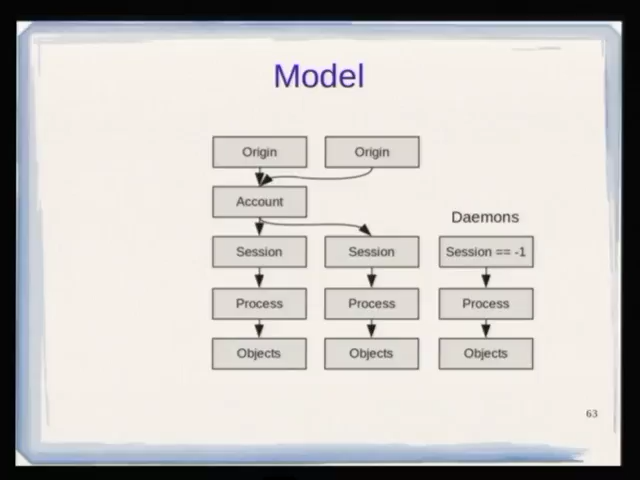 Model
Origin Origin
Account
Daemons
Session Session Session == -1
Process Process Process
Objects Objects Objects
63